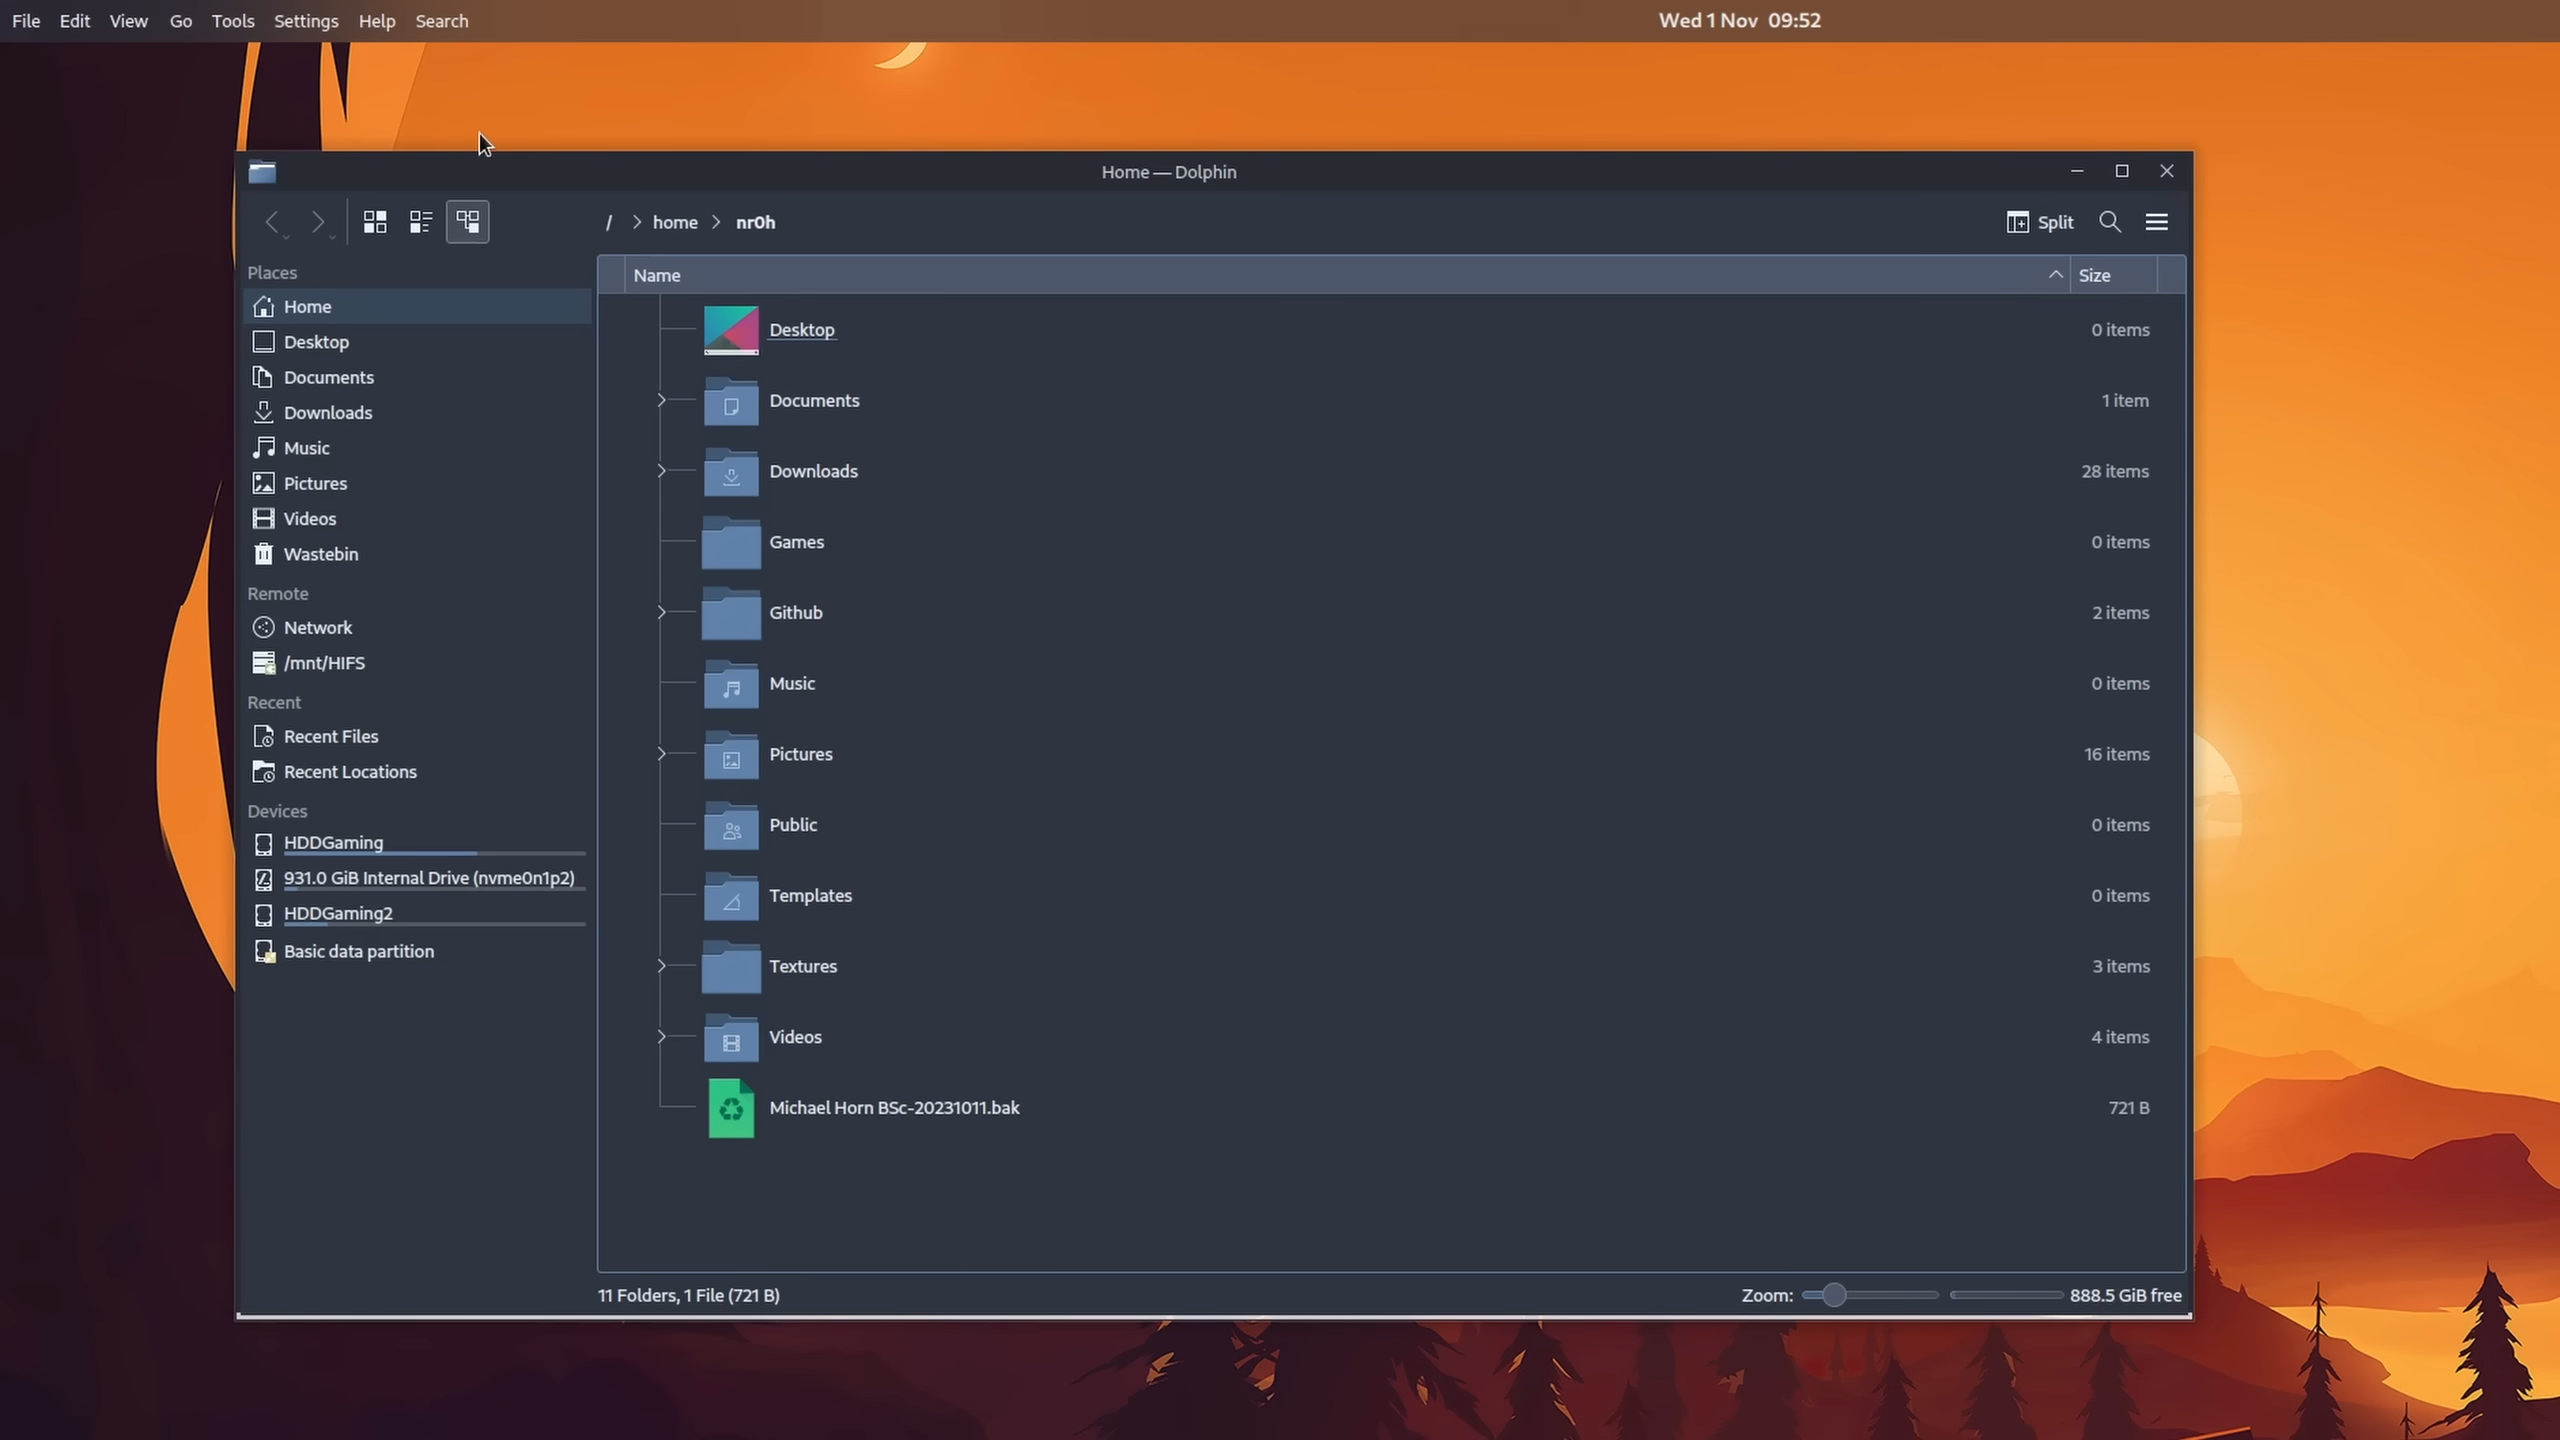 File Edit View Go Tools Settings Help Search
Wed 1 Nov 09:52
Home — Dolphin
/ home nr0h
Split
Places
Home
Desktop
Documents
Downloads
Music
Pictures
Videos
Wastebin
Remote
Network
/mnt/HIFS
Recent
Recent Files
Recent Locations
Devices
HDDGaming
931.0 GiB Internal Drive (nvme0n1p2)
HDDGaming2
Basic data partition
Name Size
Desktop 0 items
Documents 1 item
Downloads 28 items
Games 0 items
Github 2 items
Music 0 items
Pictures 16 items
Public 0 items
Templates 0 items
Textures 3 items
Videos 4 items
Michael Horn BSc-20231011.bak 721 B
11 Folders, 1 File (721 B)
Zoom: 888.5 GiB free